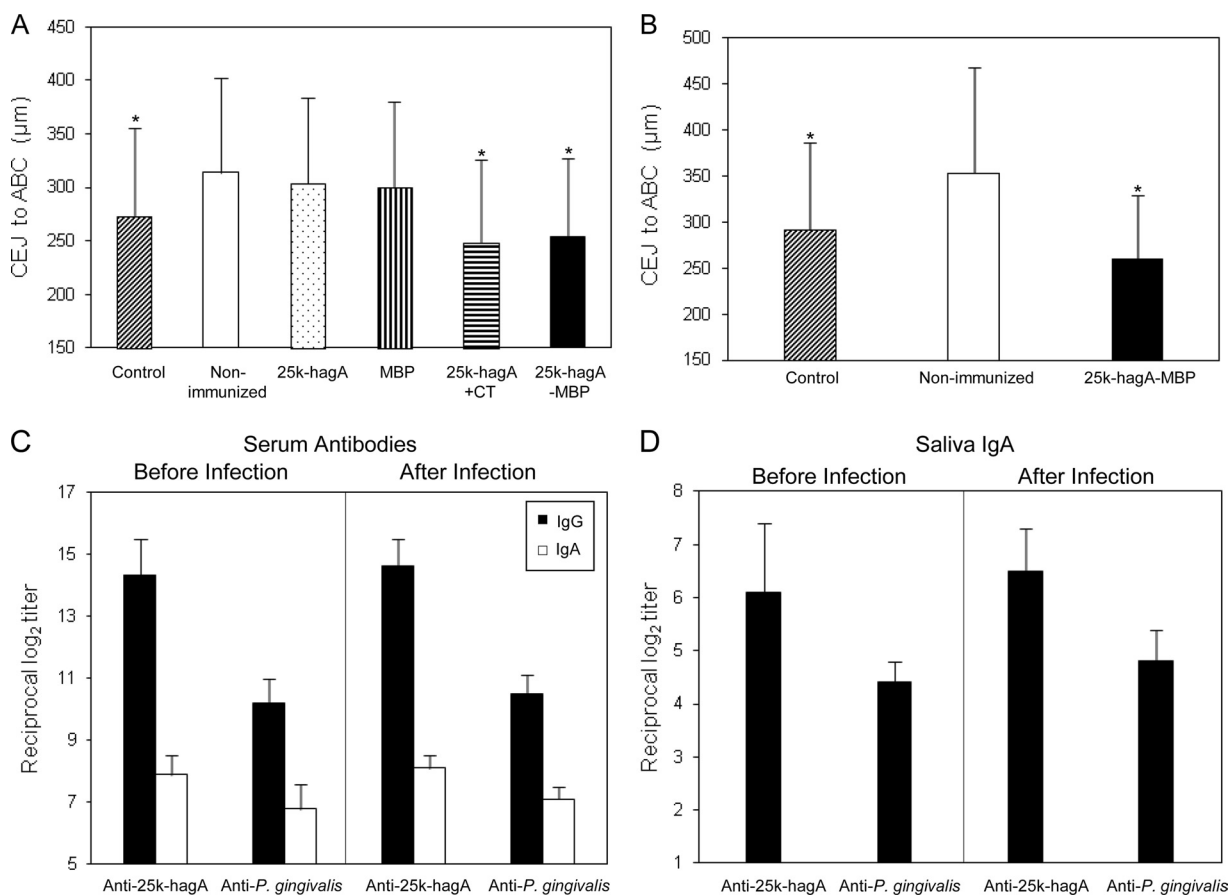 A
450
400
350
300
250
200
150
CEJ to ABC (µm)
*
*
*
Control
Non-
immunized
25k-hagA
MBP
25k-hagA
+CT
25k-hagA
-MBP
B
500
450
400
350
300
250
200
150
CEJ to ABC (µm)
*
*
Control
Non-immunized
25k-hagA-MBP
C
Serum Antibodies
Before Infection
After Infection
17
15
13
11
9
7
5
Reciprocal log₂ titer
IgG
IgA
Anti-25k-hagA
Anti-P. gingivalis
Anti-25k-hagA
Anti-P. gingivalis
D
Saliva IgA
Before Infection
After Infection
8
7
6
5
4
3
2
1
Reciprocal log₂ titer
Anti-25k-hagA
Anti-P. gingivalis
Anti-25k-hagA
Anti-P. gingivalis